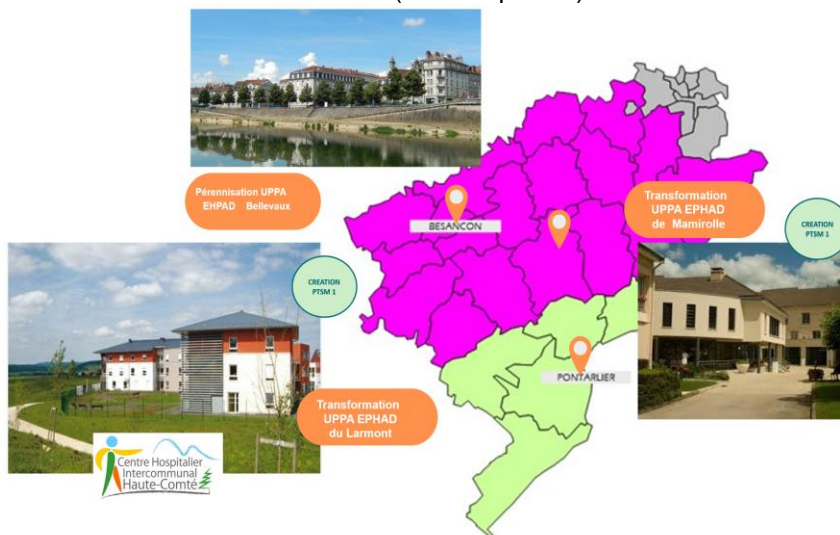 Pérennisation UPPA
EHPAD Bellevaux
BESANÇON
Transformation
UPPA EPHAD
de Mamirolle
CREATION
PTSM 1
CREATION
PTSM 1
Transformation
UPPA EPHAD
du Larmont
PONTARLIER
Centre Hospitalier
Intercommunal
Haute-Comté